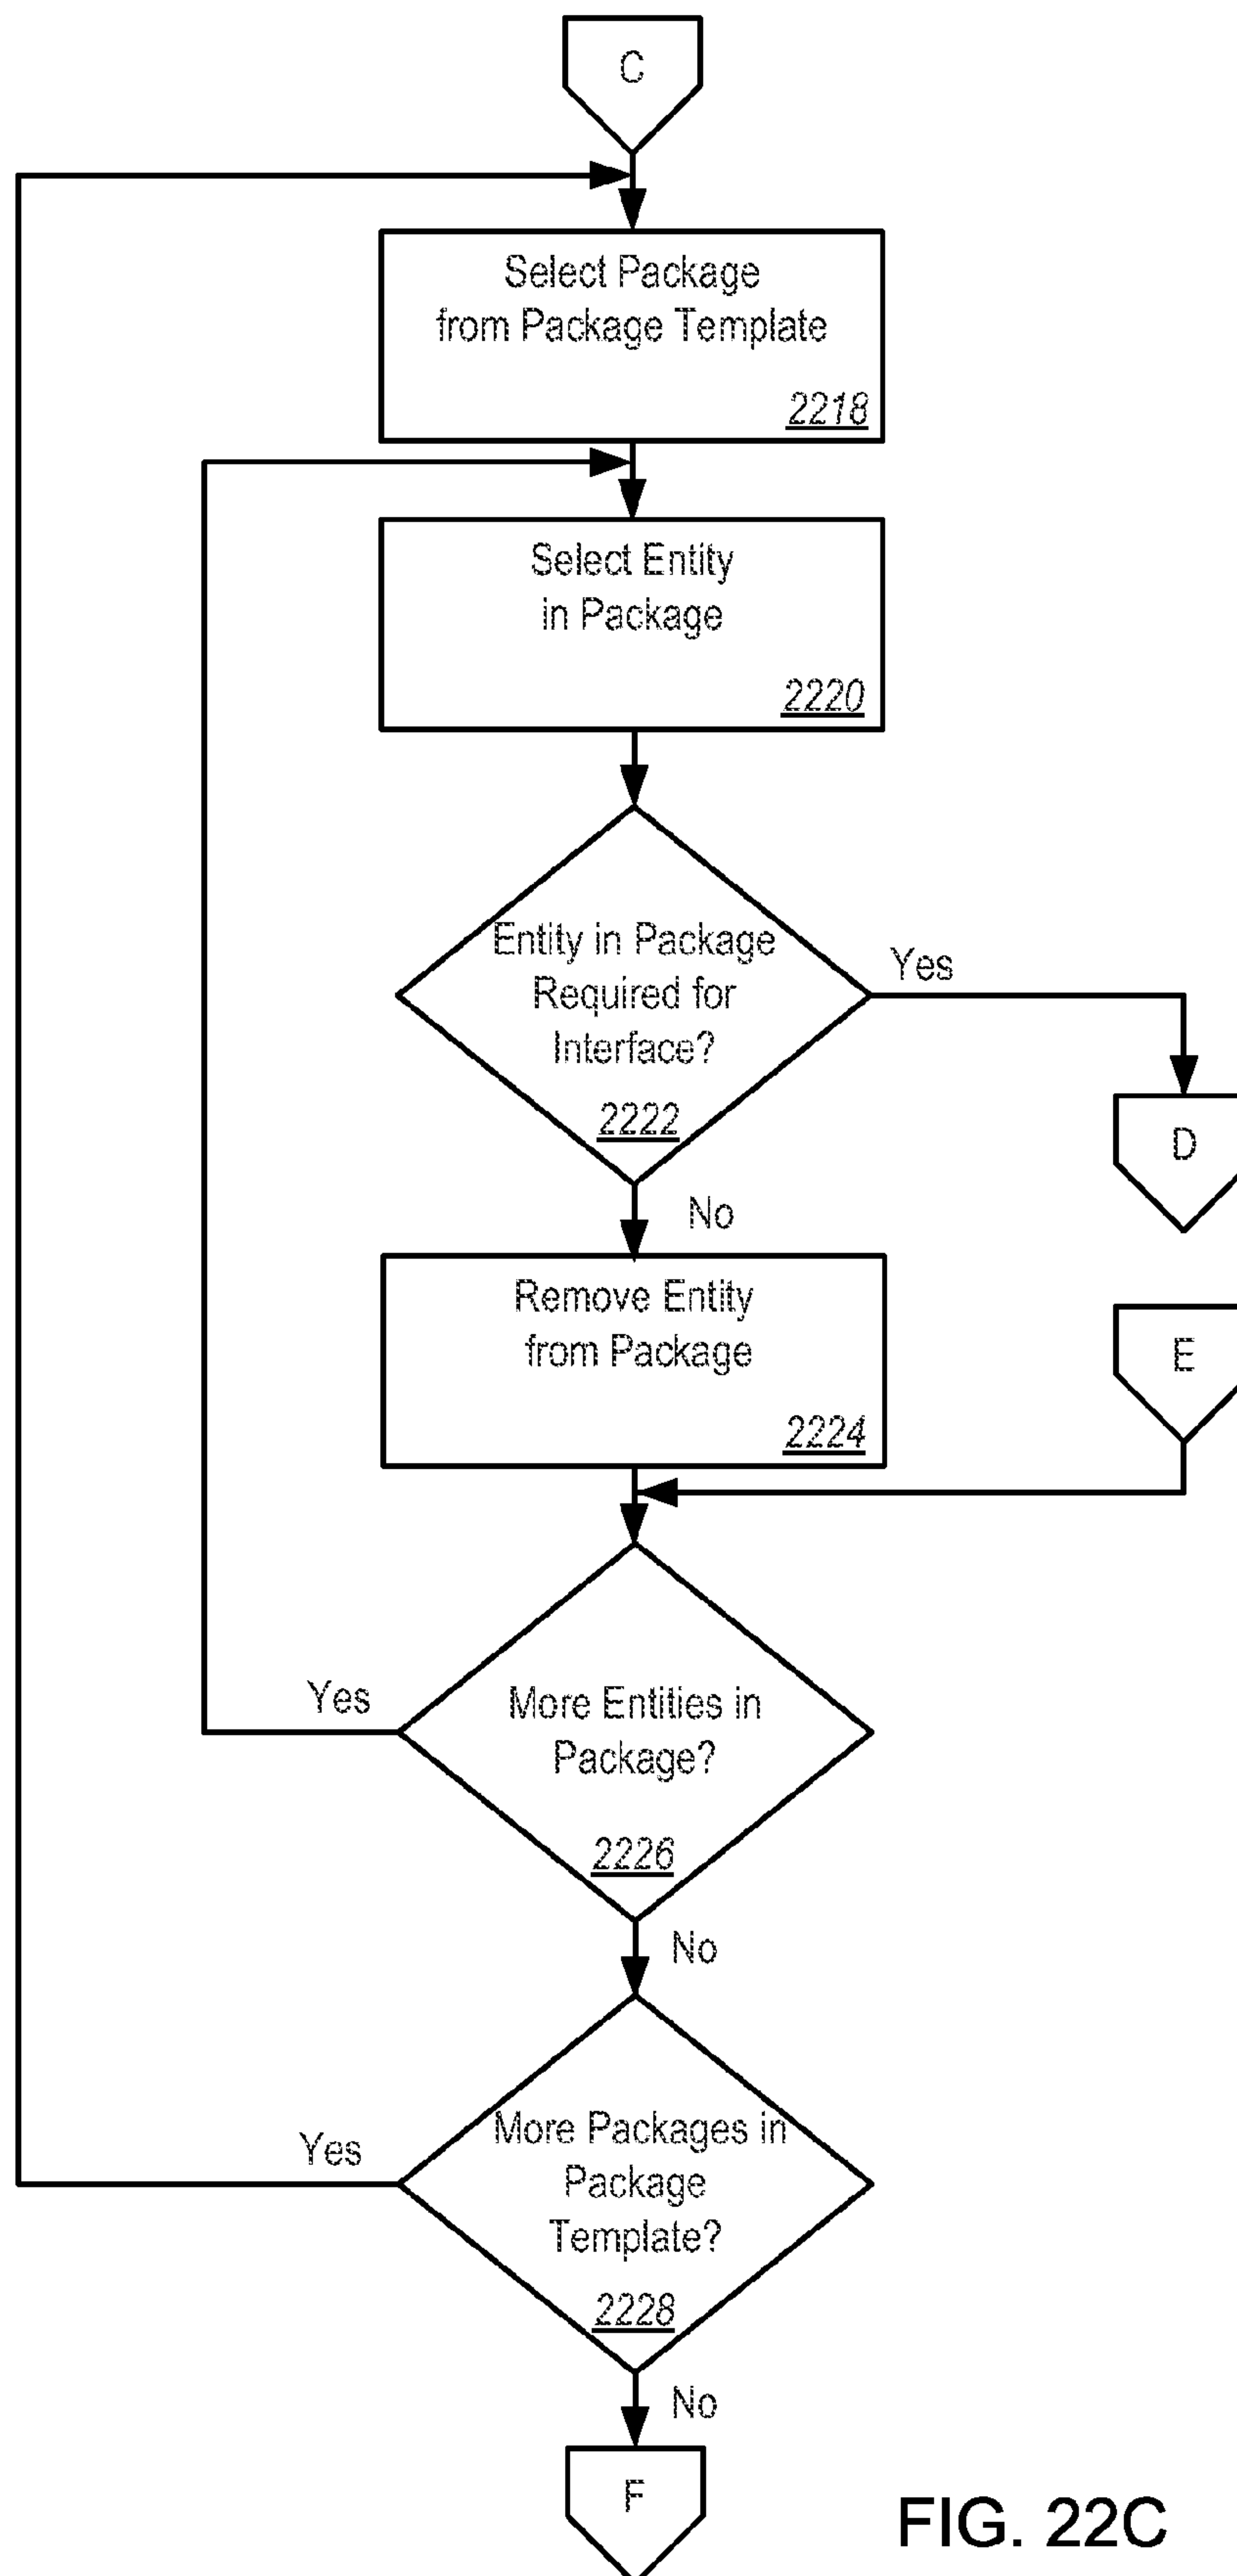 C
Select Package
from Package Template
2218
Select Entity
in Package
2220
Entity in Package
Required for
Interface?
2222
Yes
D
No
Remove Entity
from Package
2224
E
Yes
More Entities in
Package?
2226
No
Yes
More Packages in
Package
Template?
2228
No
F
FIG. 22C